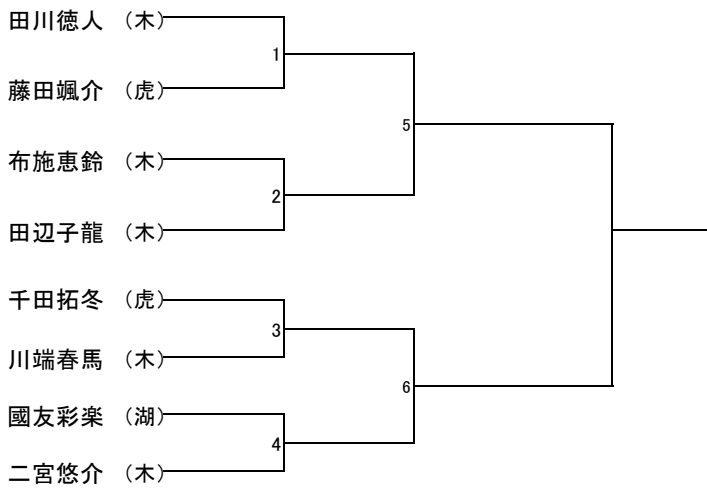 田川徳人 （木）
1
藤田颯介 （虎）
5
布施恵鈴 （木）
2
田辺子龍 （木）
千田拓冬 （虎）
3
川端春馬 （木）
6
國友彩楽 （湖）
4
二宮悠介 （木）